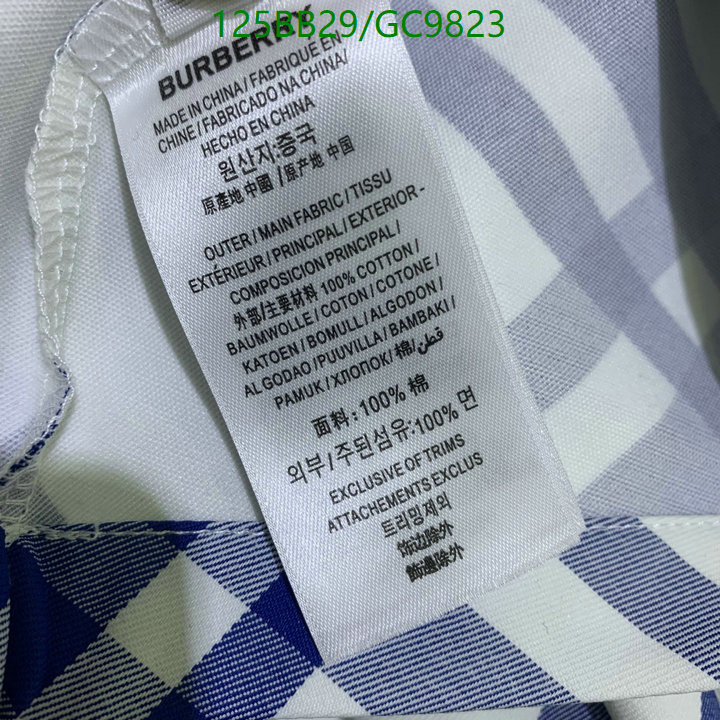 125BB29/GC9823
BURBERRY
MADE IN CHINA/FABRIQUE EN
CHINE/FABRICADO NA CHINA/
HECHO EN CHINA
원산지:중국
原產地 中國/原产地 中国
OUTER/MAIN FABRIC/TISSU
EXTÉRIEUR/PRINCIPAL/EXTERIOR-
COMPOSICION PRINCIPAL/
外部/主要材料 100% COTTON/
BAUMWOLLE/COTON/COTONE/
KATOEN/BOMULL/ALGODON/
ALGODAO/PUUVILLA/BAMBAKI/
PAMUK/ХЛОПОК/棉/قطن
面料:100% 棉
외부/주된섬유:100% 면
EXCLUSIVE OF TRIMS
ATTACHEMENTS EXCLUS
트리밍제외
饰边除外
飾邊除外